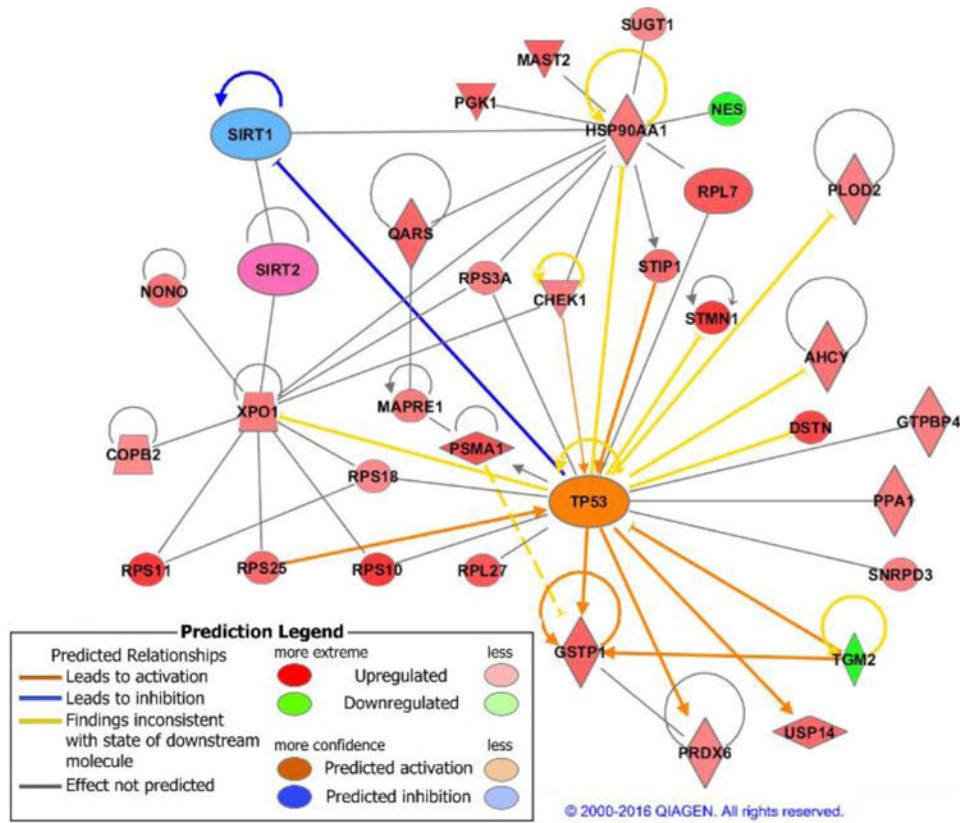 SUGT1
MAST2
PGK1
NES
HSP90AA1
SIRT1
RPL7
PLOD2
QARS
SIRT2
RPS3A
STIP1
NONO
CHEK1
STMN1
AHCY
XPO1
MAPRE1
GTPBP4
DSTN
COPB2
PSMA1
RPS18
TP53
PPA1
RPS11
RPS25
RPS10
RPL27
SNRPD3
GSTP1
TGM2
PRDX6
USP14
Prediction Legend
Predicted Relationships
Leads to activation
Leads to inhibition
Findings inconsistent
with state of downstream
molecule
Effect not predicted
more extreme less
Upregulated
Downregulated
more confidence less
Predicted activation
Predicted inhibition
© 2000-2016 QIAGEN. All rights reserved.